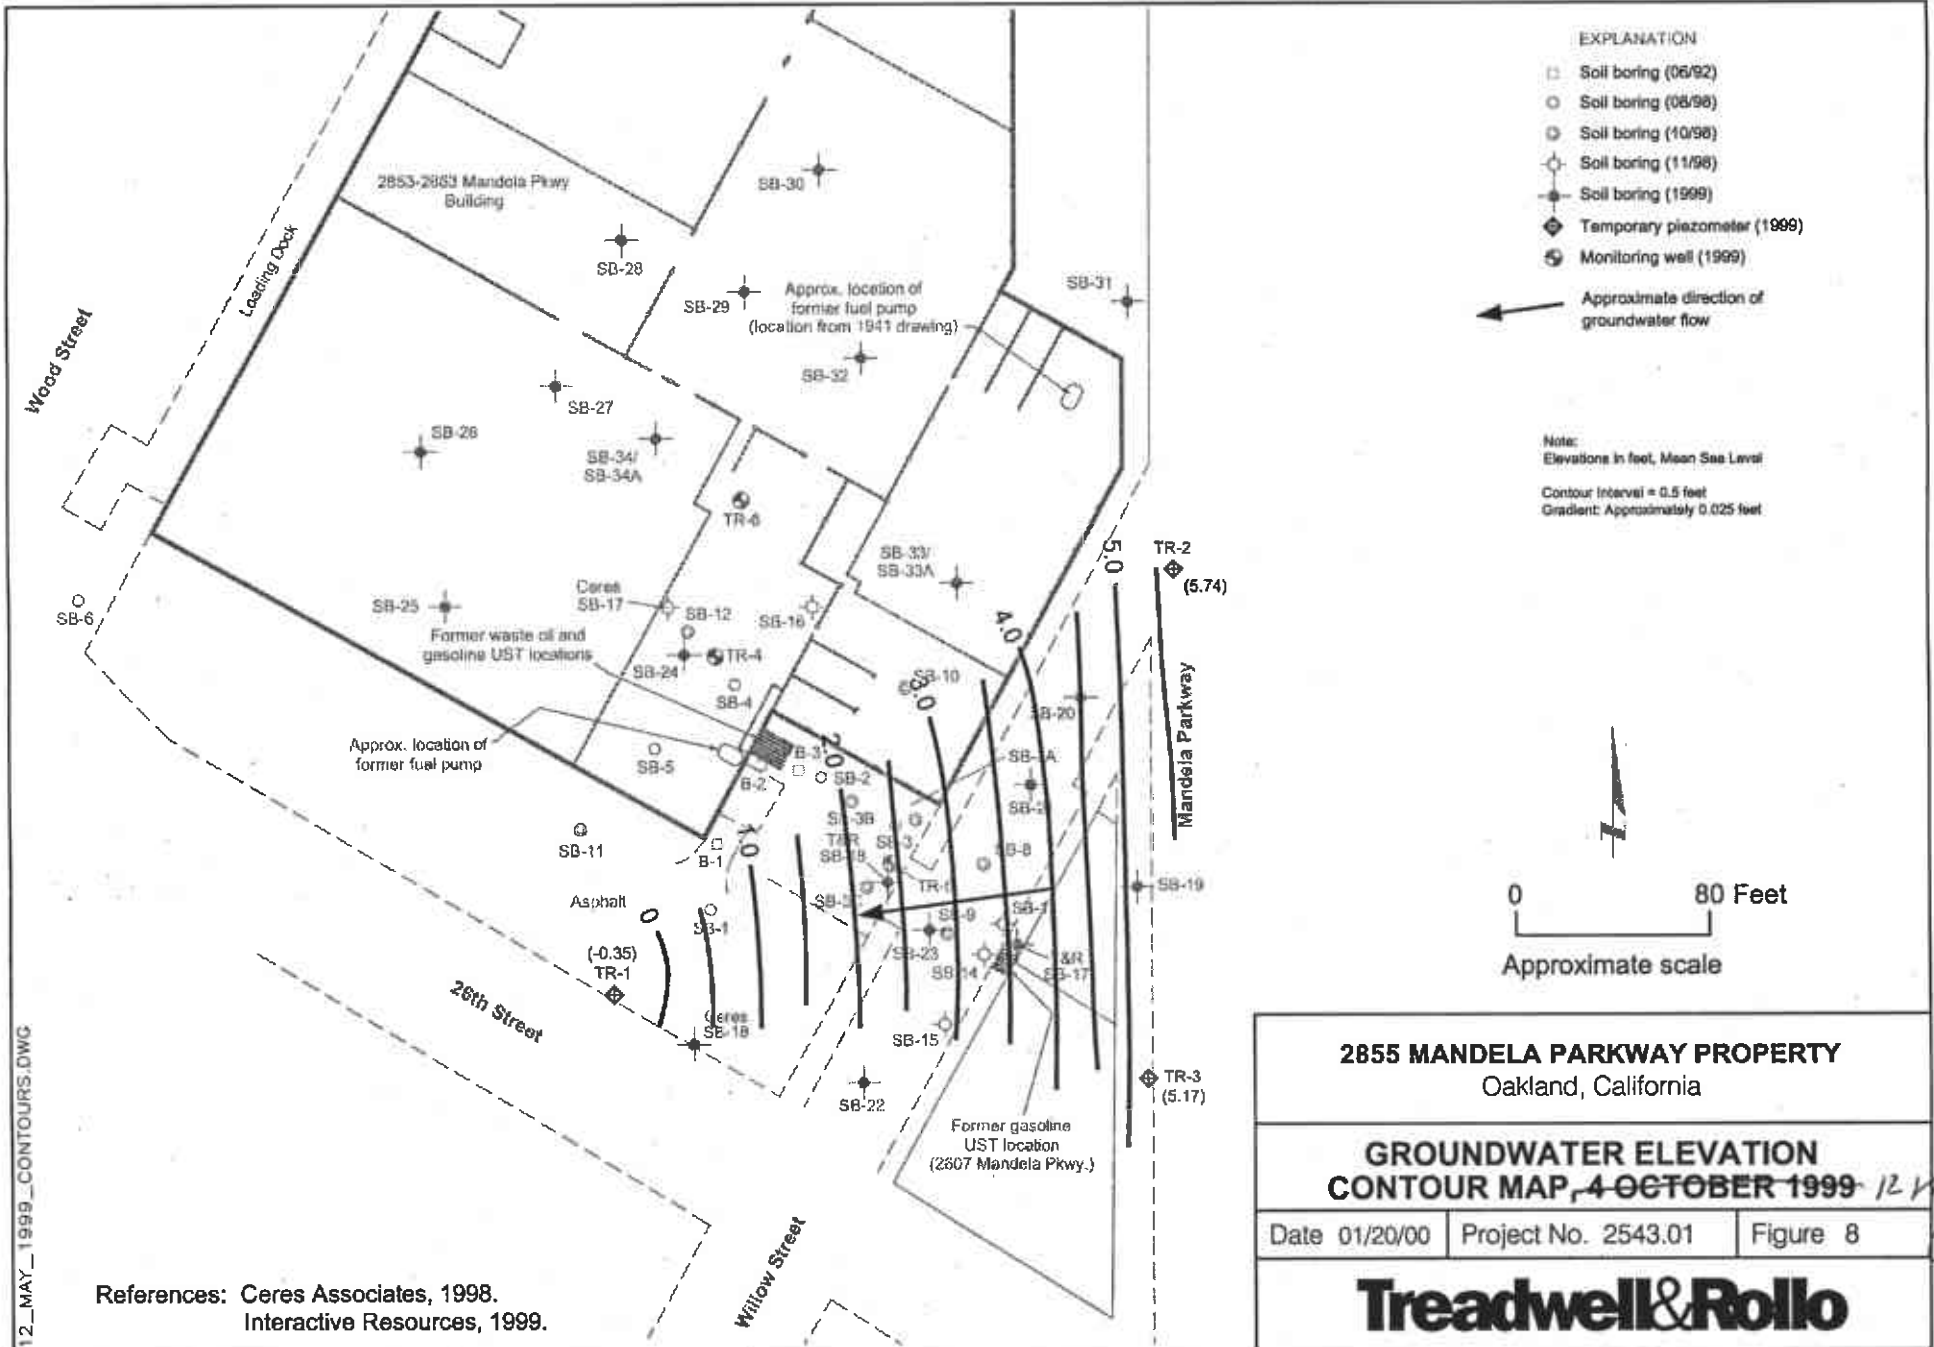 EXPLANATION
Soil boring (06/92)
Soil boring (08/98)
Soil boring (10/98)
Soil boring (11/98)
Soil boring (1999)
Temporary piezometer (1999)
Monitoring well (1999)
Approximate direction of
groundwater flow
Note:
Elevations in feet, Mean Sea Level
Contour Interval = 0.5 feet
Gradient: Approximately 0.025 feet
2853-2863 Mandela Pkwy
Building
Loading Dock
Wood Street
SB-30
SB-28
SB-29
Approx. location of
former fuel pump
(location from 1941 drawing)
SB-31
SB-32
SB-27
SB-26
SB-34/
SB-34A
TR-6
SB-33/
SB-33A
5.0
TR-2
(5.74)
SB-6
SB-25
Ceres
SB-17
SB-12
SB-16
4.0
Former waste oil and
gasoline UST locations
SB-24
TR-4
SB-4
SB-10
3.0
SB-20
Mandela Parkway
Approx. location of
former fuel pump
SB-5
B-3
2.0
B-2
SB-2
SB-3B
T&R
SB-18
SB-3
SB-8
SB-11
B-1
1.0
SB-19
Asphalt
0
SB-1
SB-9
(-0.35)
TR-1
SB-23
SB-14
T&R
SB-17
26th Street
Ceres
SB-18
SB-15
SB-22
TR-3
(5.17)
Former gasoline
UST location
(2607 Mandela Pkwy.)
Willow Street
0 80 Feet
Approximate scale
References: Ceres Associates, 1998.
Interactive Resources, 1999.
12_MAY_1999_CONTOURS.DWG
2855 MANDELA PARKWAY PROPERTY
Oakland, California
GROUNDWATER ELEVATION
CONTOUR MAP, 4 OCTOBER 1999 12
Date 01/20/00 Project No. 2543.01 Figure 8
Treadwell&Rollo